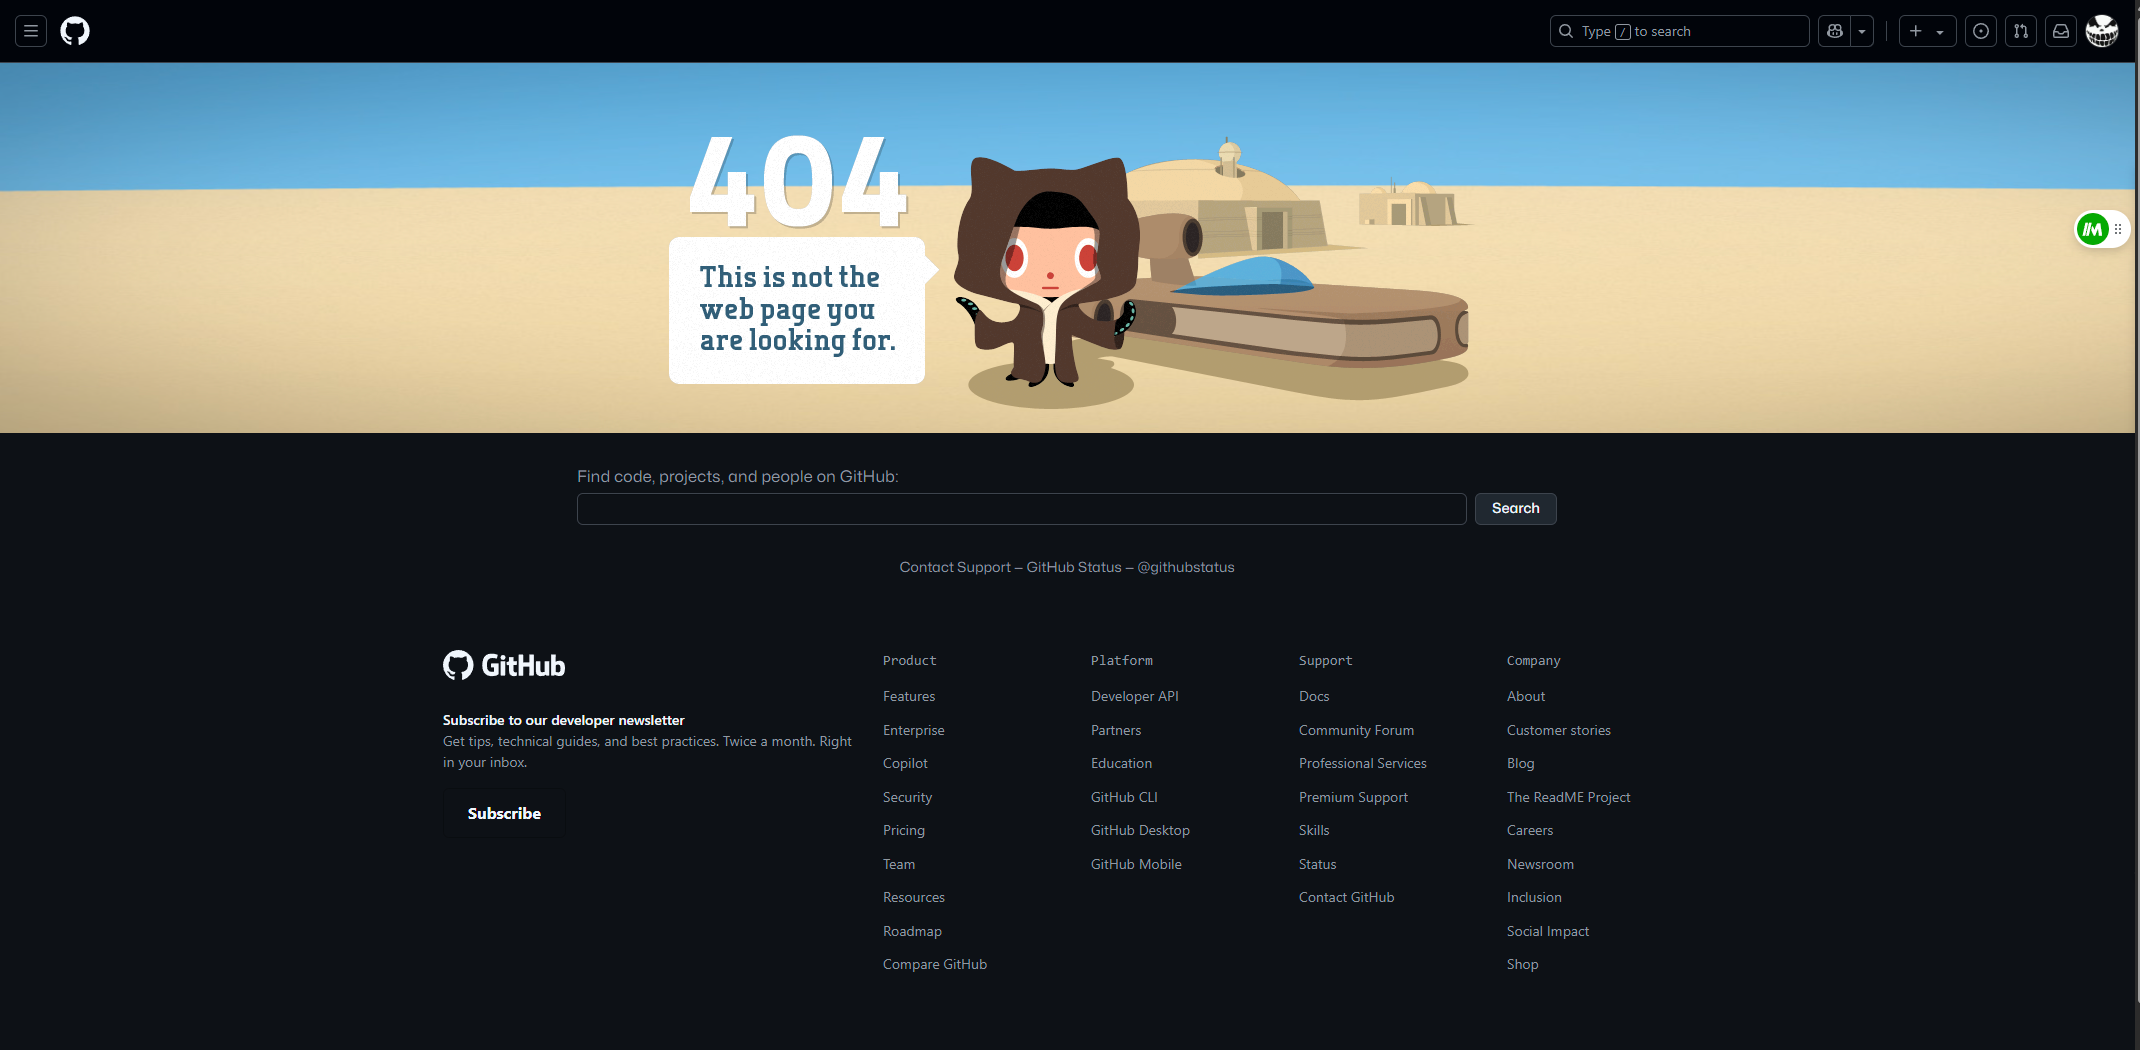 Type / to search
404
This is not the
web page you
are looking for.
Find code, projects, and people on GitHub:
Search
Contact Support — GitHub Status — @githubstatus
GitHub
Subscribe to our developer newsletter
Get tips, technical guides, and best practices. Twice a month. Right
in your inbox.
Subscribe
Product
Features
Enterprise
Copilot
Security
Pricing
Team
Resources
Roadmap
Compare GitHub
Platform
Developer API
Partners
Education
GitHub CLI
GitHub Desktop
GitHub Mobile
Support
Docs
Community Forum
Professional Services
Premium Support
Skills
Status
Contact GitHub
Company
About
Customer stories
Blog
The ReadME Project
Careers
Newsroom
Inclusion
Social Impact
Shop